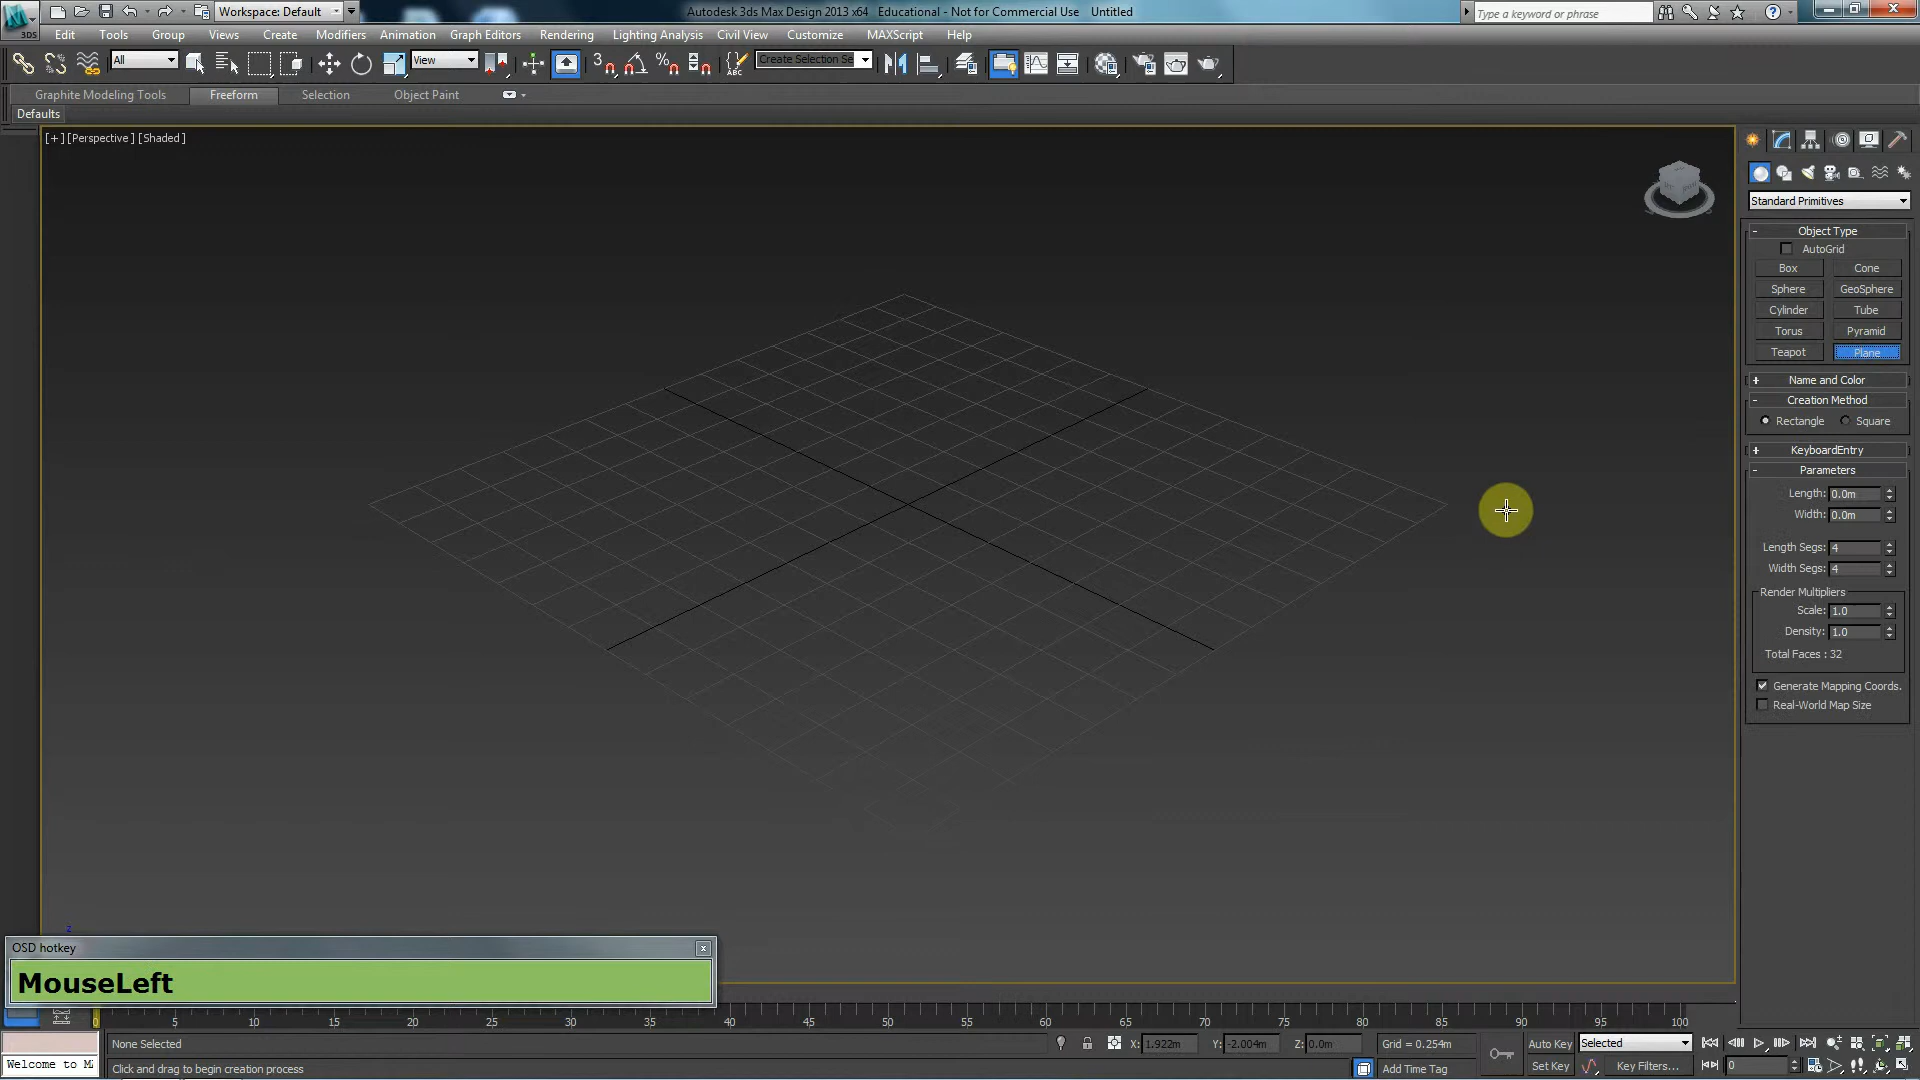 Workspace: Default
Autodesk 3ds Max Design 2013 x64 Educational - Not for Commercial Use Untitled
Type a keyword or phrase
3DS
Edit Tools Group Views Create Modifiers Animation Graph Editors Rendering Lighting Analysis Civil View Customize MAXScript Help
All
View
3
%
ABC
Create Selection Se
Graphite Modeling Tools Freeform Selection Object Paint
Defaults
[+] [Perspective] [Shaded]
Standard Primitives
- Object Type
AutoGrid
Box Cone
Sphere GeoSphere
Cylinder Tube
Torus Pyramid
Teapot Plane
+ Name and Color
- Creation Method
Rectangle Square
+ KeyboardEntry
- Parameters
Length: 0.0m
Width: 0.0m
Length Segs: 4
Width Segs: 4
Render Multipliers
Scale: 1.0
Density: 1.0
Total Faces : 32
Generate Mapping Coords.
Real-World Map Size
z
OSD hotkey x
MouseLeft
5 10 15 20 25 30 35 40 45 50 55 60 65 70 75 80 85 90 95 100
None Selected
X: 1.922m Y: -2.004m Z: 0.0m Grid = 0.254m
Auto Key Selected
Welcome to M
Click and drag to begin creation process
Add Time Tag
Set Key Key Filters...
0